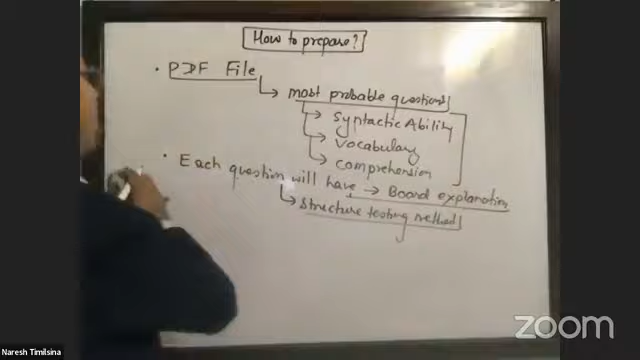 How to prepare?
• PDF File
→ most probable questions
→ Syntactic Ability
→ Vocabulary
→ Comprehension
• Each question will have → Board explanation
→ Structure testing method
Naresh Timilsina
zoom